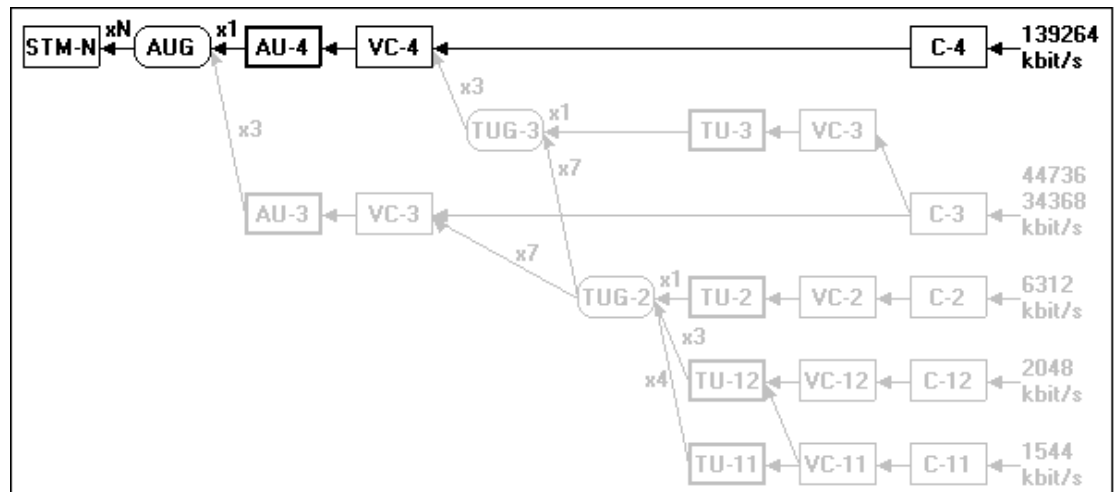 STM-N xN AUG x1 AU-4 VC-4 C-4 139264
kbit/s
x3
TUG-3 x1 TU-3 VC-3
x3
x7
44736
34368
kbit/s
AU-3 VC-3 C-3
x7
TUG-2 x1 TU-2 VC-2 C-2 6312
kbit/s
x3
x4 TU-12 VC-12 C-12 2048
kbit/s
TU-11 VC-11 C-11 1544
kbit/s